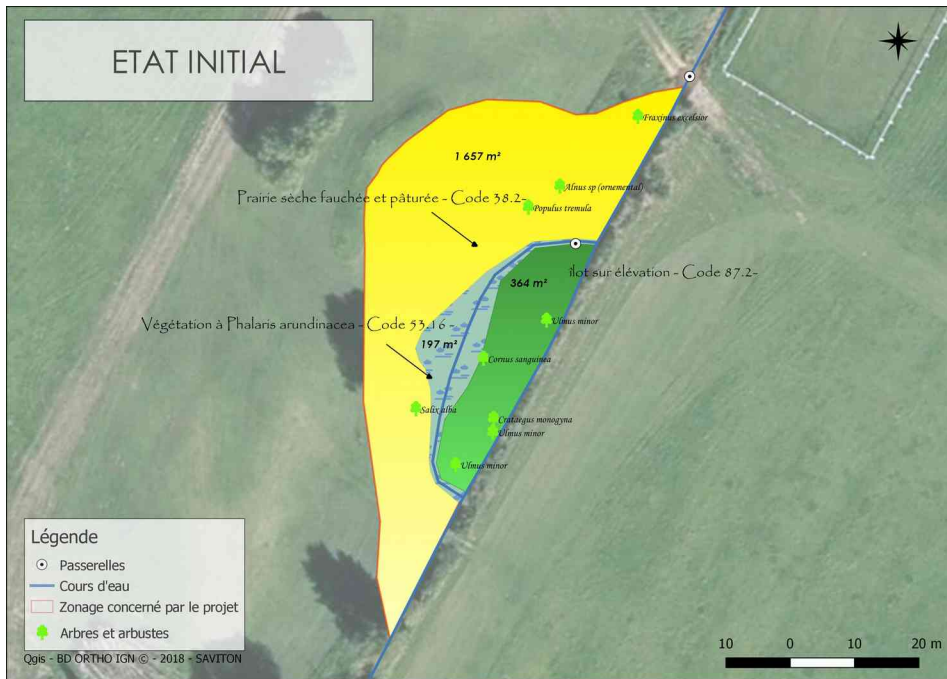 ETAT INITIAL
Fraxinus excelsior
1 657 m²
Alnus sp (ornemental)
Prairie sèche fauchée et pâturée - Code 38.2-
Populus tremula
îlot sur élévation - Code 87.2-
364 m²
Végétation à Phalaris arundinacea - Code 53.16 -
Ulmus minor
197 m²
Cornus sanguinea
Salix alba
Crataegus monogyna
Ulmus minor
Ulmus minor
Légende
Passerelles
Cours d'eau
Zonage concerné par le projet
Arbres et arbustes
Qgis - BD ORTHO IGN © - 2018 - SAVITON
10 0 10 20 m